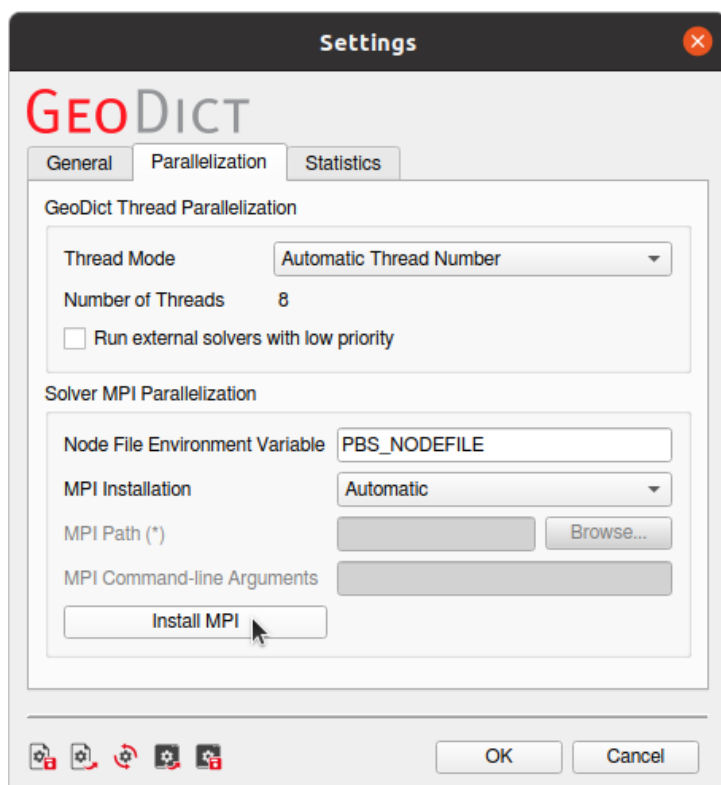 Settings
GEODICT
General Parallelization Statistics
GeoDict Thread Parallelization
Thread Mode Automatic Thread Number
Number of Threads 8
Run external solvers with low priority
Solver MPI Parallelization
Node File Environment Variable PBS_NODEFILE
MPI Installation Automatic
MPI Path (*) Browse...
MPI Command-line Arguments
Install MPI
OK Cancel